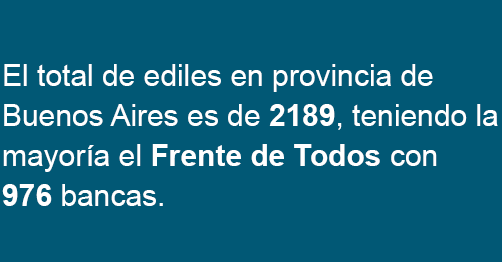 El total de ediles en provincia de
Buenos Aires es de 2189, teniendo la
mayoría el Frente de Todos con
976 bancas.